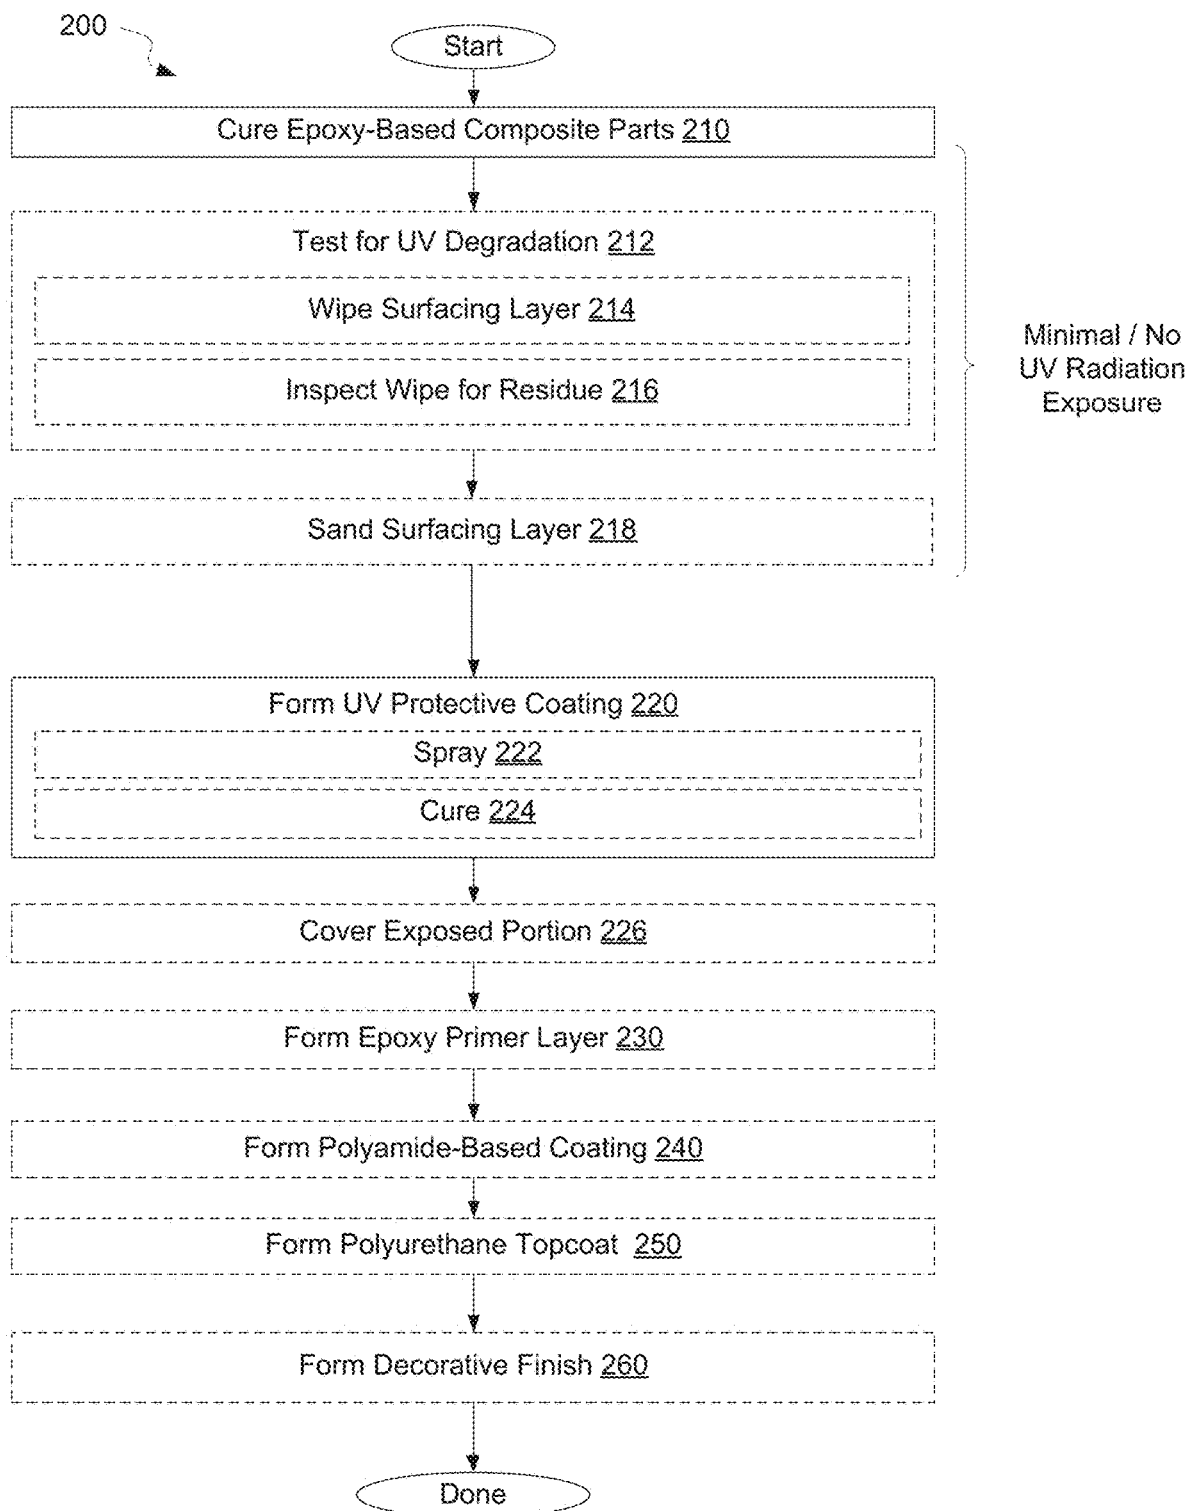 200
Start
Cure Epoxy-Based Composite Parts 210
Test for UV Degradation 212
Wipe Surfacing Layer 214
Inspect Wipe for Residue 216
Minimal / No
UV Radiation
Exposure
Sand Surfacing Layer 218
Form UV Protective Coating 220
Spray 222
Cure 224
Cover Exposed Portion 226
Form Epoxy Primer Layer 230
Form Polyamide-Based Coating 240
Form Polyurethane Topcoat 250
Form Decorative Finish 260
Done